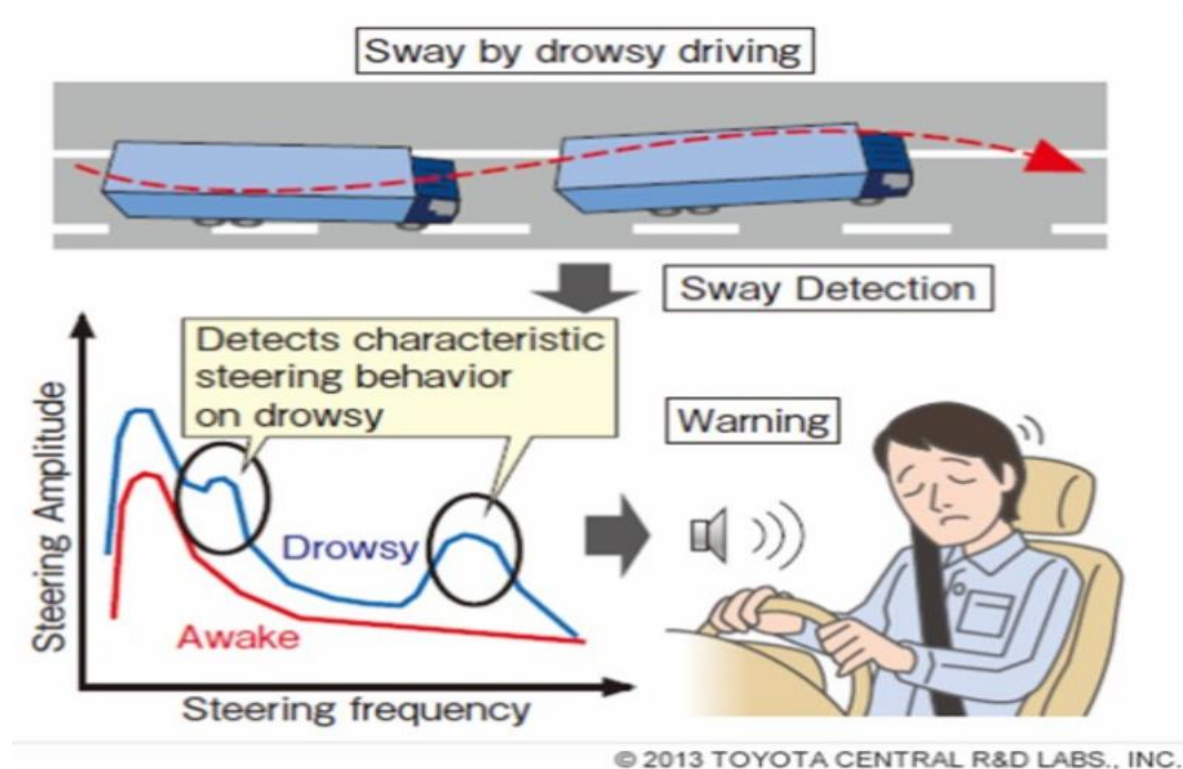 Sway by drowsy driving
Sway Detection
Detects characteristic
steering behavior
on drowsy
Warning
Steering Amplitude
Drowsy
Awake
Steering frequency
© 2013 TOYOTA CENTRAL R&D LABS., INC.